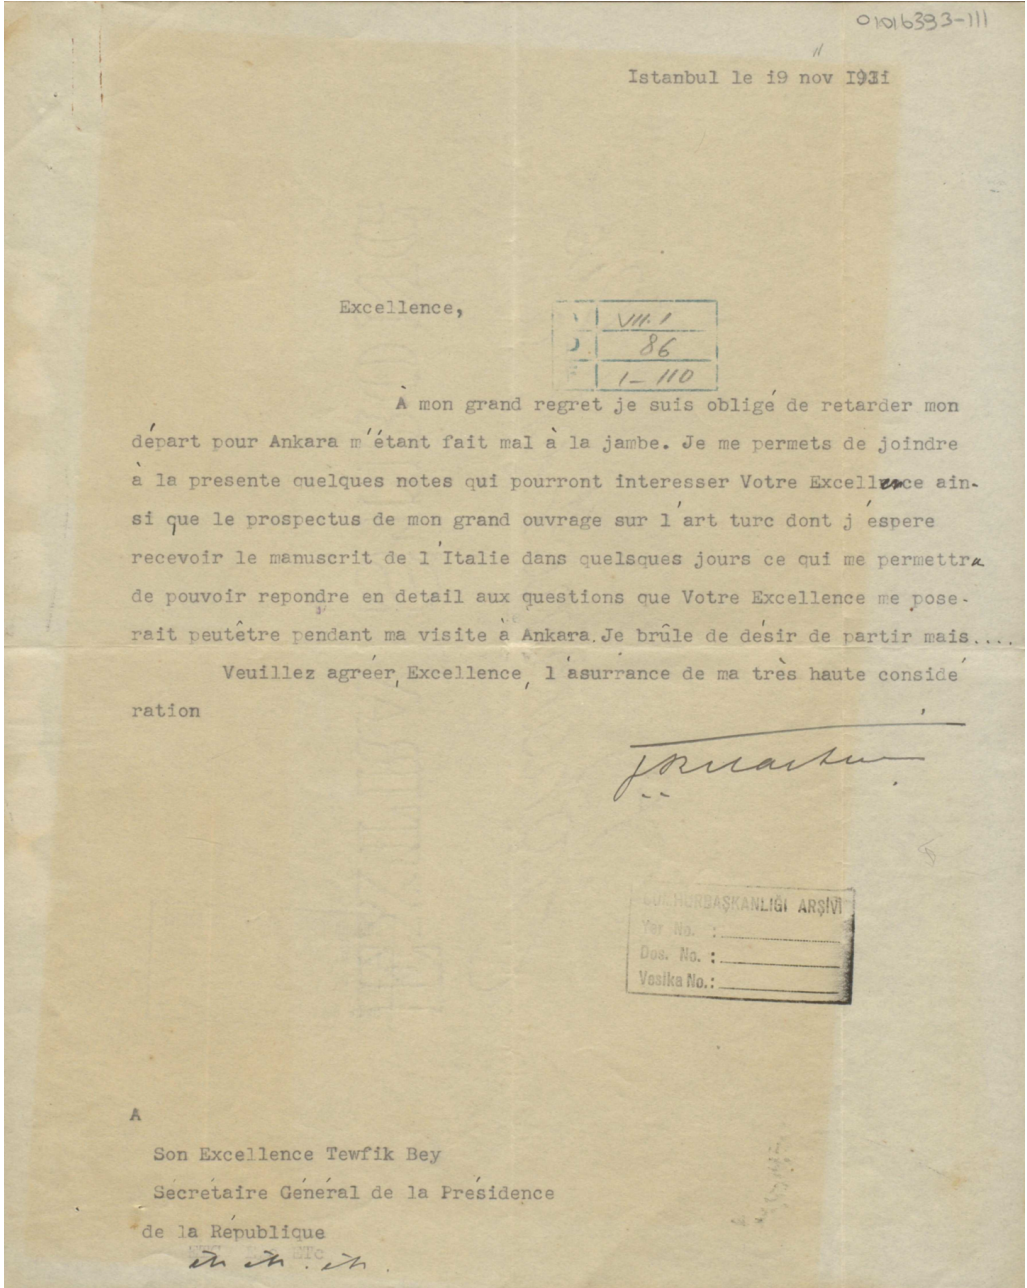 01016393-111
Istanbul le i9 nov I93i
Excellence,
VII.1
86
1-110
À mon grand regret je suis obligé de retarder mon
départ pour Ankara m'étant fait mal à la jambe. Je me permets de joindre
à la presente quelques notes qui pourront interesser Votre Excellence ain-
si que le prospectus de mon grand ouvrage sur l'art turc dont j espere
recevoir le manuscrit de l'Italie dans quelsques jours ce qui me permettra
de pouvoir repondre en detail aux questions que Votre Excellence me pose-
rait peutêtre pendant ma visite à Ankara. Je brûle de désir de partir mais....
Veuillez agréer, Excellence, l'asurrance de ma très haute considé
ration
CUMHURBAŞKANLIĞI ARŞİVİ
Yer No. :
Dos. No. :
Vesika No. :
A
Son Excellence Tewfik Bey
Sécrétaire Général de la Présidence
de la République